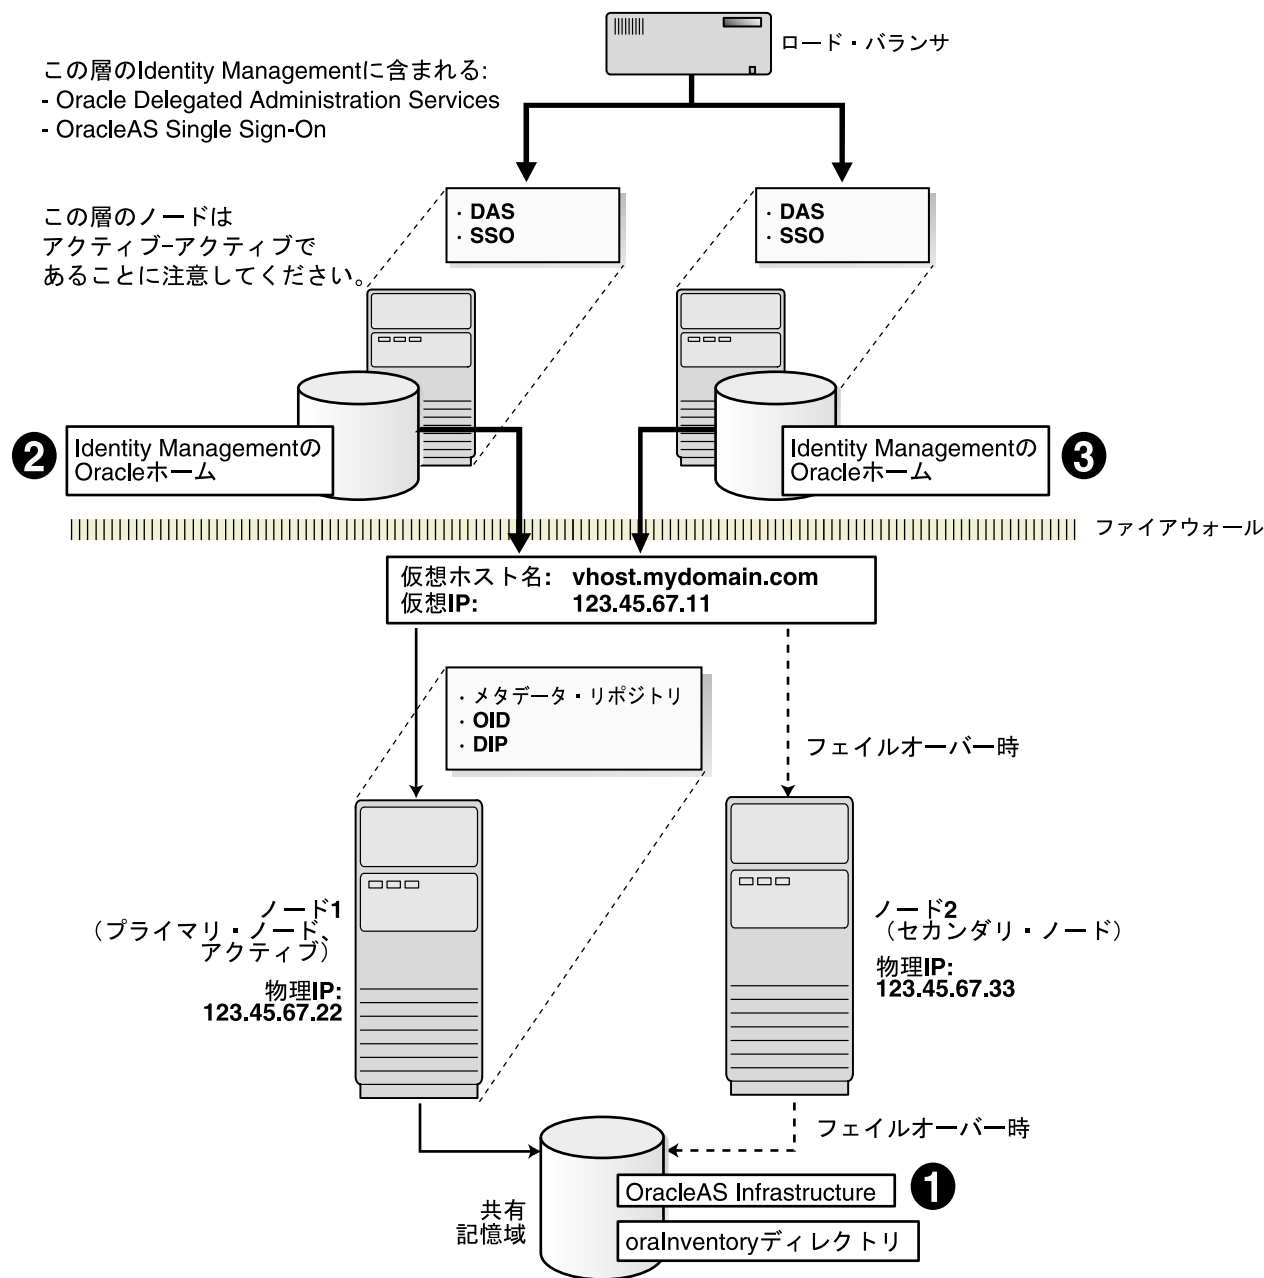 ロード・バランサ
この層のIdentity Managementに含まれる:
- Oracle Delegated Administration Services
- OracleAS Single Sign-On
この層のノードは
アクティブ-アクティブで
あることに注意してください。
・DAS
・SSO
・DAS
・SSO
2
Identity Managementの
Oracleホーム
Identity Managementの
Oracleホーム
3
ファイアウォール
仮想ホスト名: vhost.mydomain.com
仮想IP: 123.45.67.11
・メタデータ・リポジトリ
・OID
・DIP
フェイルオーバー時
ノード1
(プライマリ・ノード、
アクティブ)
物理IP:
123.45.67.22
ノード2
(セカンダリ・ノード)
物理IP:
123.45.67.33
フェイルオーバー時
共有
記憶域
OracleAS Infrastructure
1
oraInventoryディレクトリ